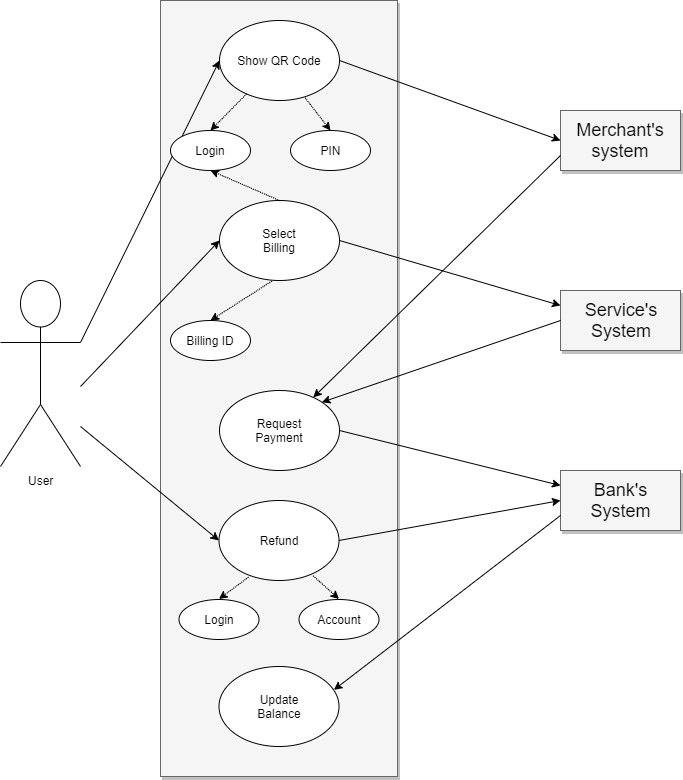 Show QR Code
Login
PIN
Merchant's
system
Select
Billing
Service's
System
Billing ID
Request
Payment
User
Bank's
System
Refund
Login
Account
Update
Balance